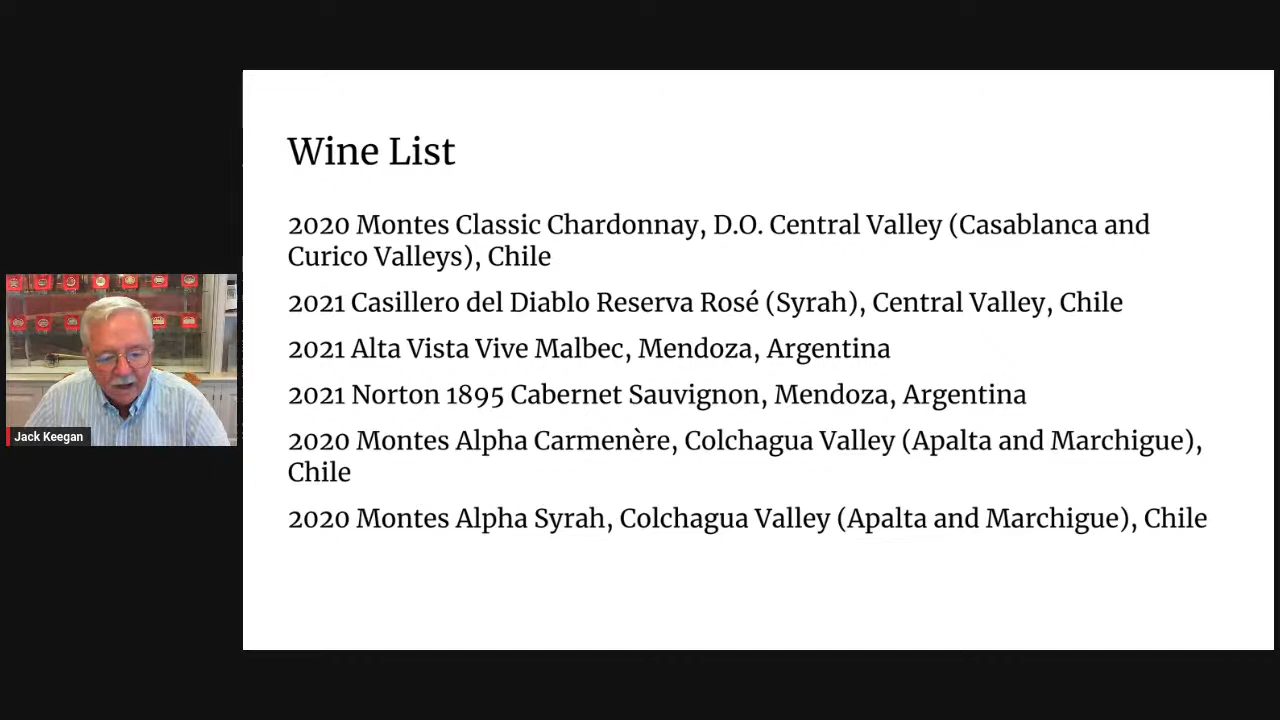 Wine List
2020 Montes Classic Chardonnay, D.O. Central Valley (Casablanca and
Curico Valleys), Chile
2021 Casillero del Diablo Reserva Rosé (Syrah), Central Valley, Chile
2021 Alta Vista Vive Malbec, Mendoza, Argentina
2021 Norton 1895 Cabernet Sauvignon, Mendoza, Argentina
2020 Montes Alpha Carmenère, Colchagua Valley (Apalta and Marchigue),
Chile
2020 Montes Alpha Syrah, Colchagua Valley (Apalta and Marchigue), Chile
Jack Keegan